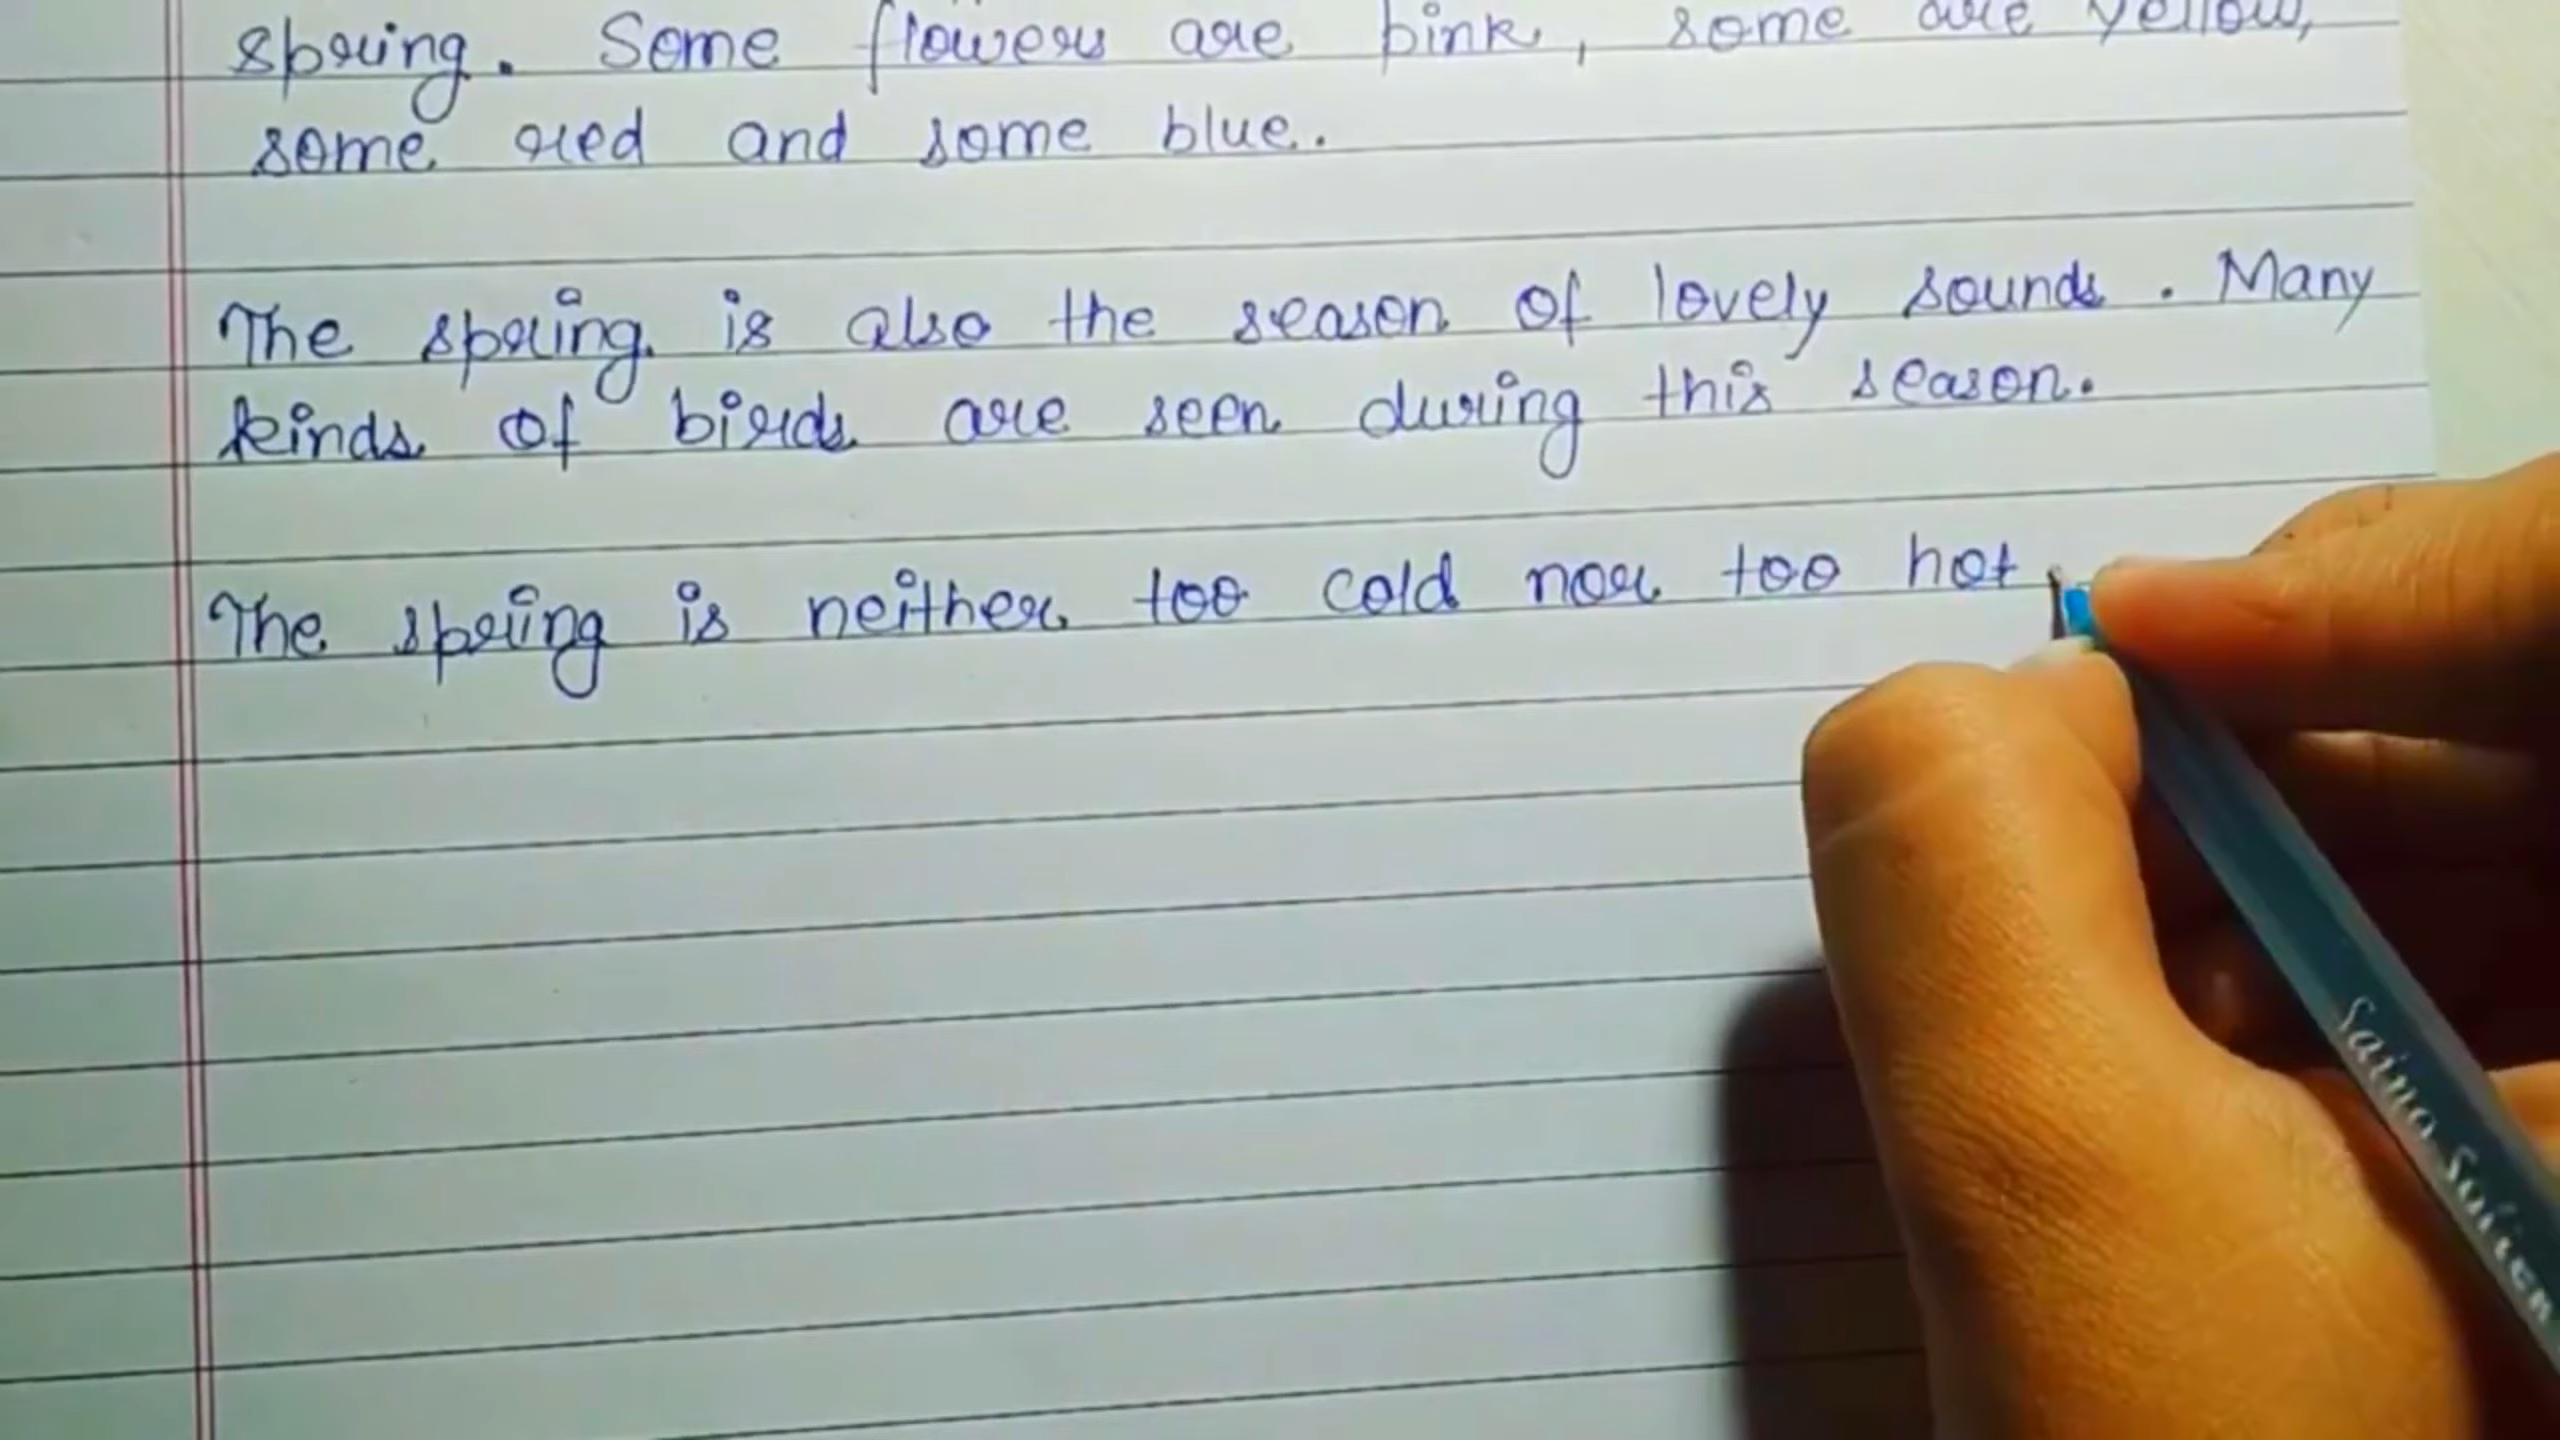 spring. Some flowers are pink, some are yellow,
some red and some blue.
The spring is also the season of lovely sounds. Many
kinds of birds are seen during this season.
The spring is neither too cold nor too hot
Saino Soften